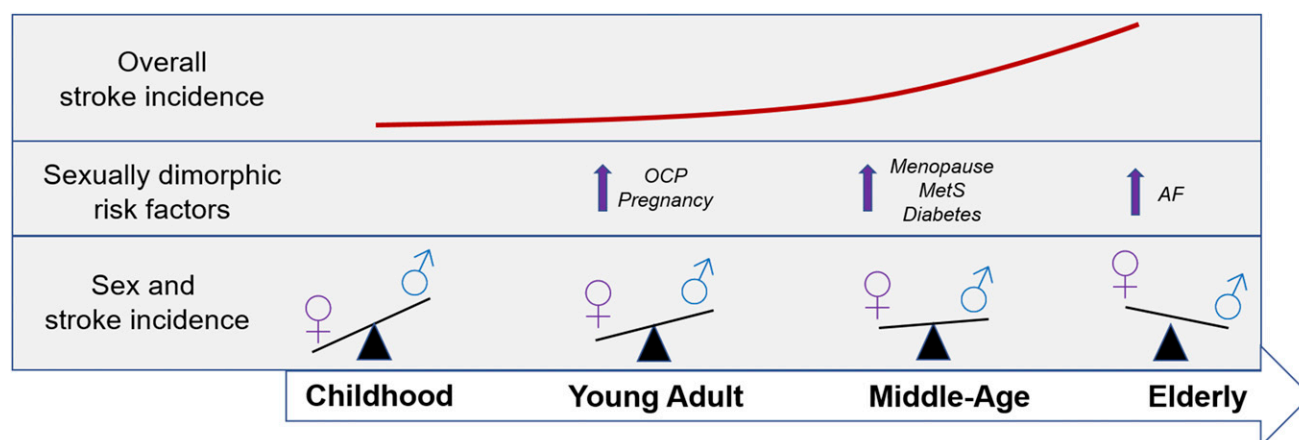 Overall
stroke incidence
Sexually dimorphic
risk factors
OCP
Pregnancy
Menopause
MetS
Diabetes
AF
Sex and
stroke incidence
♀ ♂ ♀ ♂ ♀ ♂ ♀ ♂
Childhood Young Adult Middle-Age Elderly